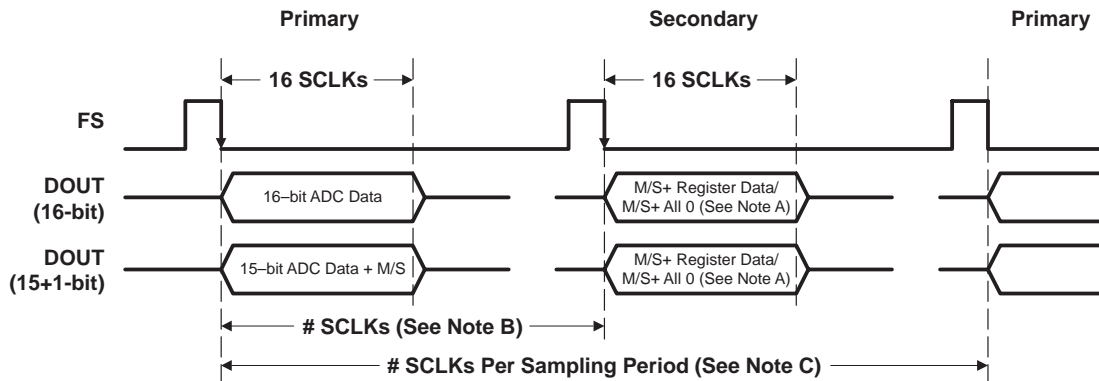 Primary
Secondary
Primary
16 SCLKs
16 SCLKs
FS
DOUT
(16-bit)
16–bit ADC Data
M/S+ Register Data/
M/S+ All 0 (See Note A)
DOUT
(15+1-bit)
15–bit ADC Data + M/S
M/S+ Register Data/
M/S+ All 0 (See Note A)
# SCLKs (See Note B)
# SCLKs Per Sampling Period (See Note C)